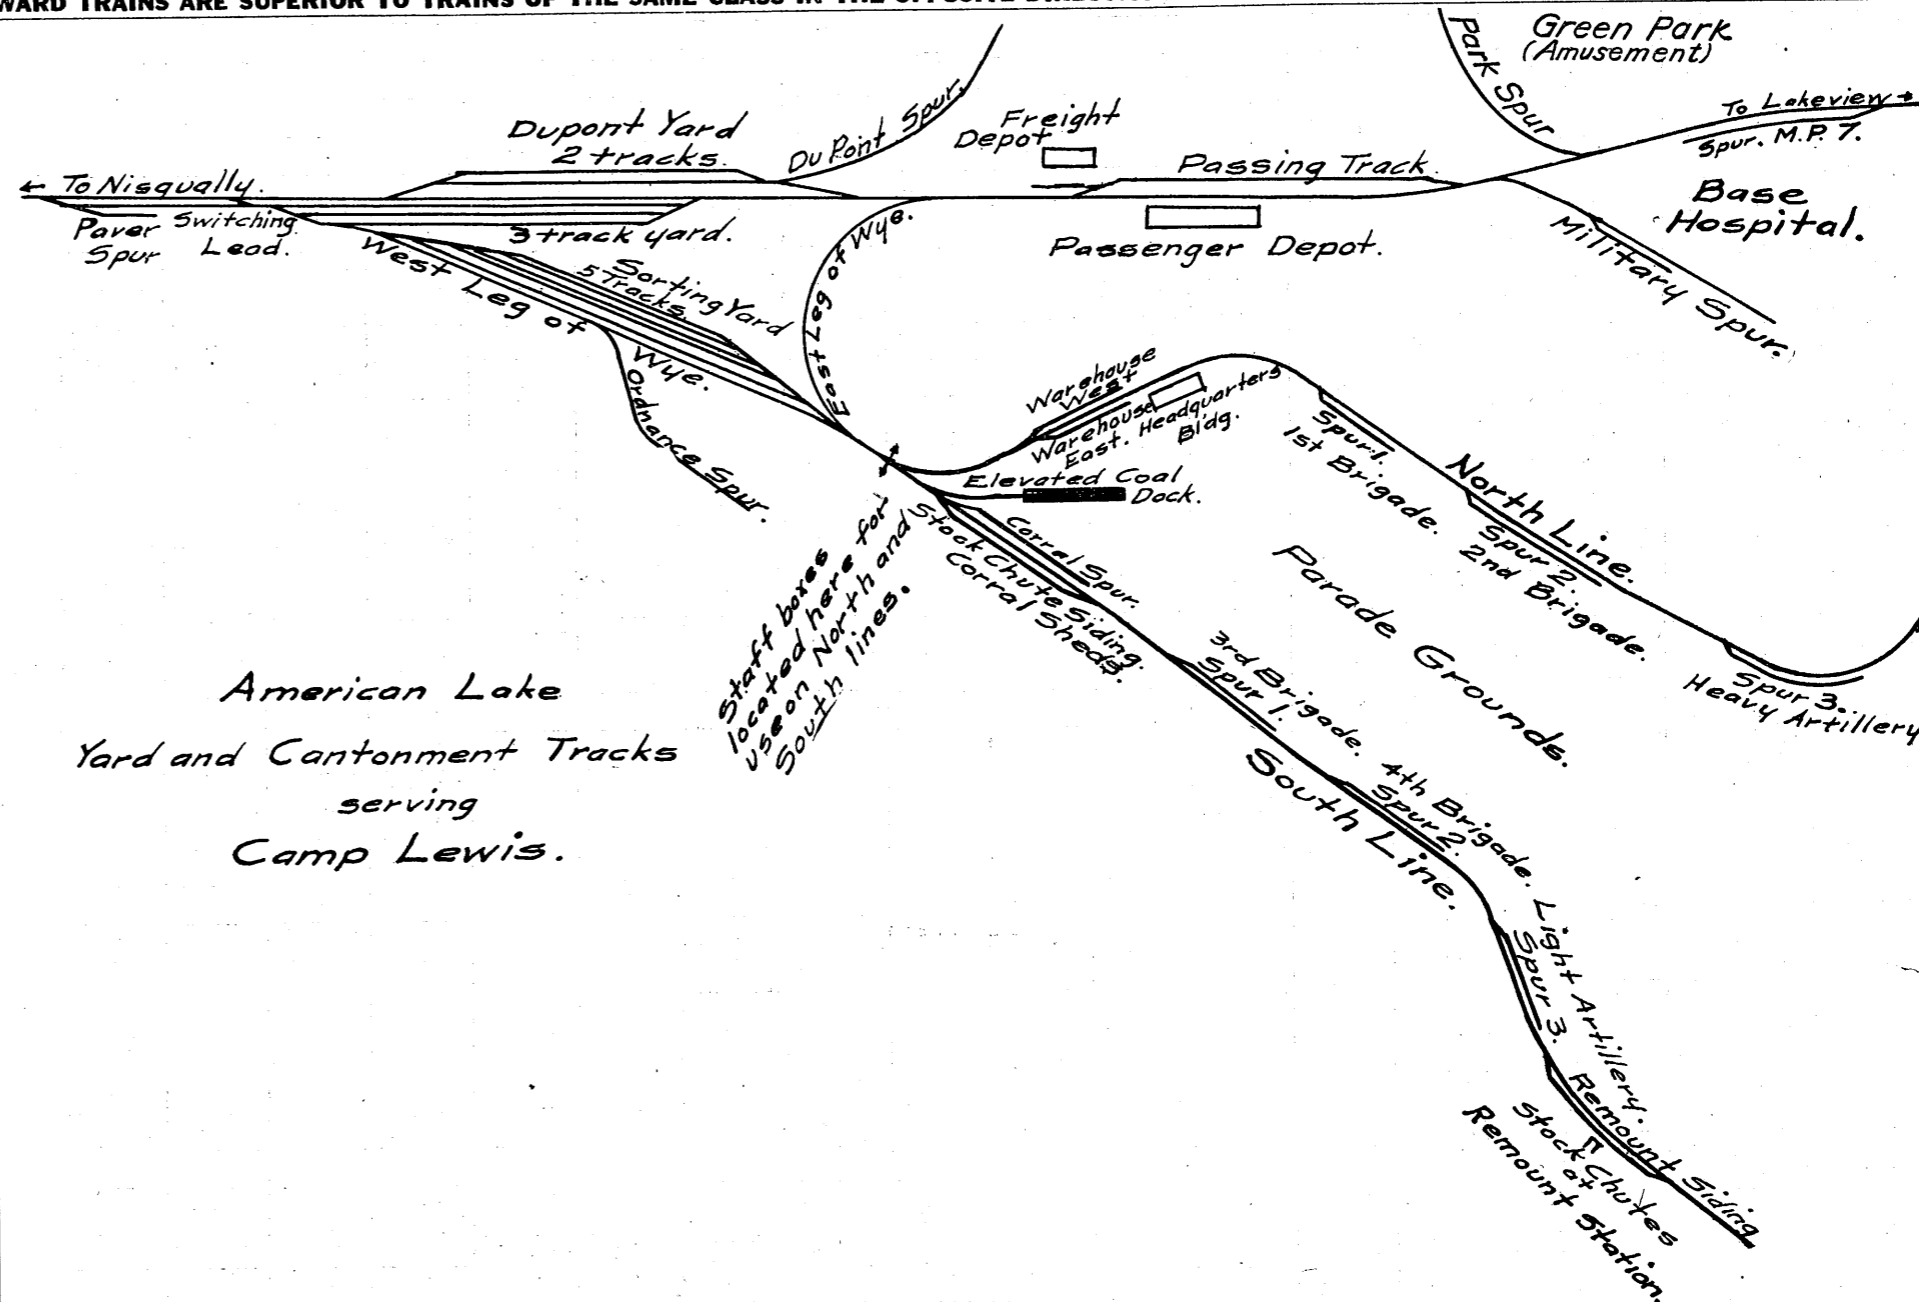 WARD TRAINS ARE SUPERIOR TO TRAINS OF THE SAME CLASS IN THE OPPOSITE
Green Park
(Amusement)
Park Spur
To Lakeview
Spur. M.P. 7.
Dupont Yard
2 tracks.
Du Point Spur.
Freight
Depot
Passing Track
← To Nisqually.
Base
Hospital.
Paver
Spur
Switching
Lead.
3 track yard.
Passenger Depot.
Military Spur.
West Leg of Wye.
Sorting Yard
5 Tracks.
East Leg of Wye.
Ordnance Spur.
Warehouse
West
Warehouse
East.
Headquarters
Bldg.
Elevated Coal
Dock.
Spur 1.
1st Brigade.
North Line.
Spur 2.
2nd Brigade.
Spur 3.
Heavy Artillery
Corral Spur.
Stock Chute Siding.
Corral Sheds.
Parade Grounds.
Staff boxes
located here for
use on North and
South lines.
3rd Brigade.
Spur 1.
4th Brigade.
Spur 2.
South Line.
Light Artillery.
Spur 3.
Remount Siding
Stock Chutes
at
Remount Station.
American Lake
Yard and Cantonment Tracks
serving
Camp Lewis.